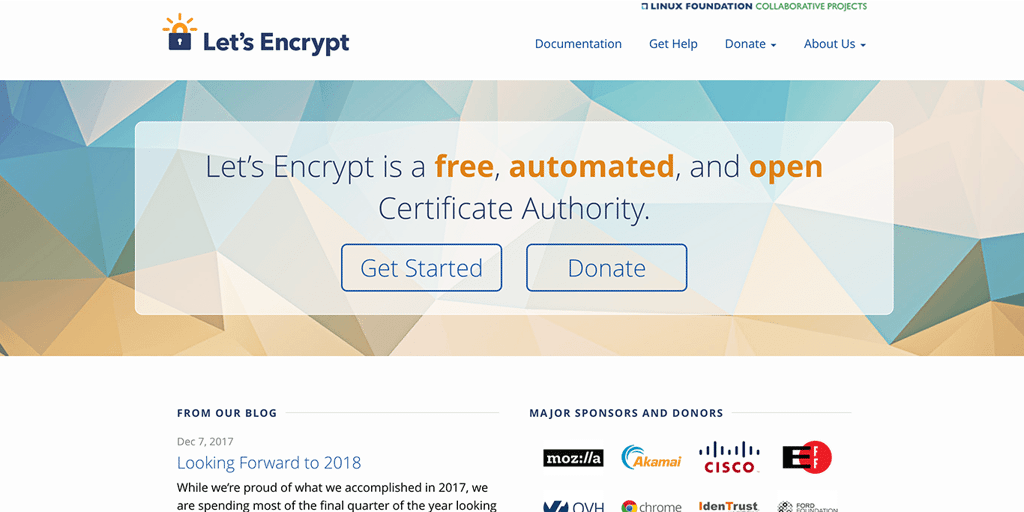 LINUX FOUNDATION COLLABORATIVE PROJECTS
Let's Encrypt
Documentation Get Help Donate About Us
Let's Encrypt is a free, automated, and open
Certificate Authority.
Get Started Donate
FROM OUR BLOG
Dec 7, 2017
Looking Forward to 2018
While we're proud of what we accomplished in 2017, we
are spending most of the final quarter of the year looking
MAJOR SPONSORS AND DONORS
moz://a Akamai CISCO EFF
OVH chrome IdenTrust FORD FOUNDATION